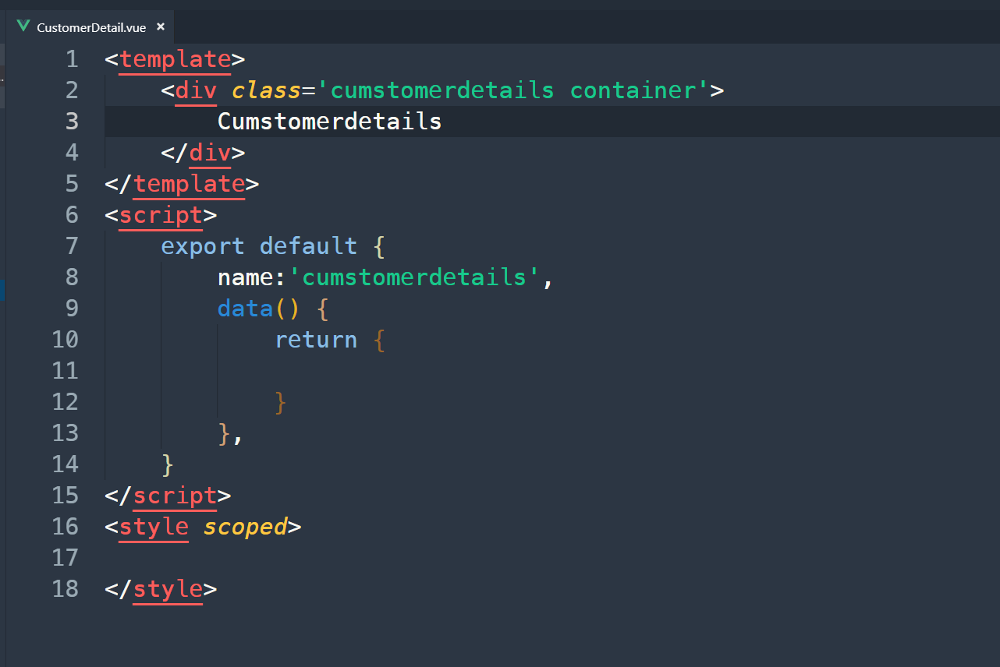 CustomerDetail.vue ×
1 <template>
2     <div class='cumstomerdetails container'>
3         Cumstomerdetails
4     </div>
5 </template>
6 <script>
7     export default {
8         name:'cumstomerdetails',
9         data() {
10             return {
11
12             }
13         },
14     }
15 </script>
16 <style scoped>
17
18 </style>